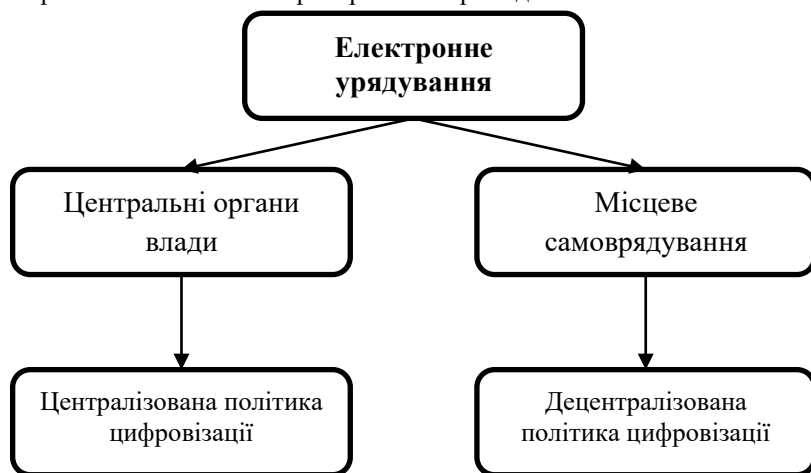 Електронне
урядування
Центральні органи
влади
Місцеве
самоврядування
Централізована політика
цифровізації
Децентралізована
політика цифровізації